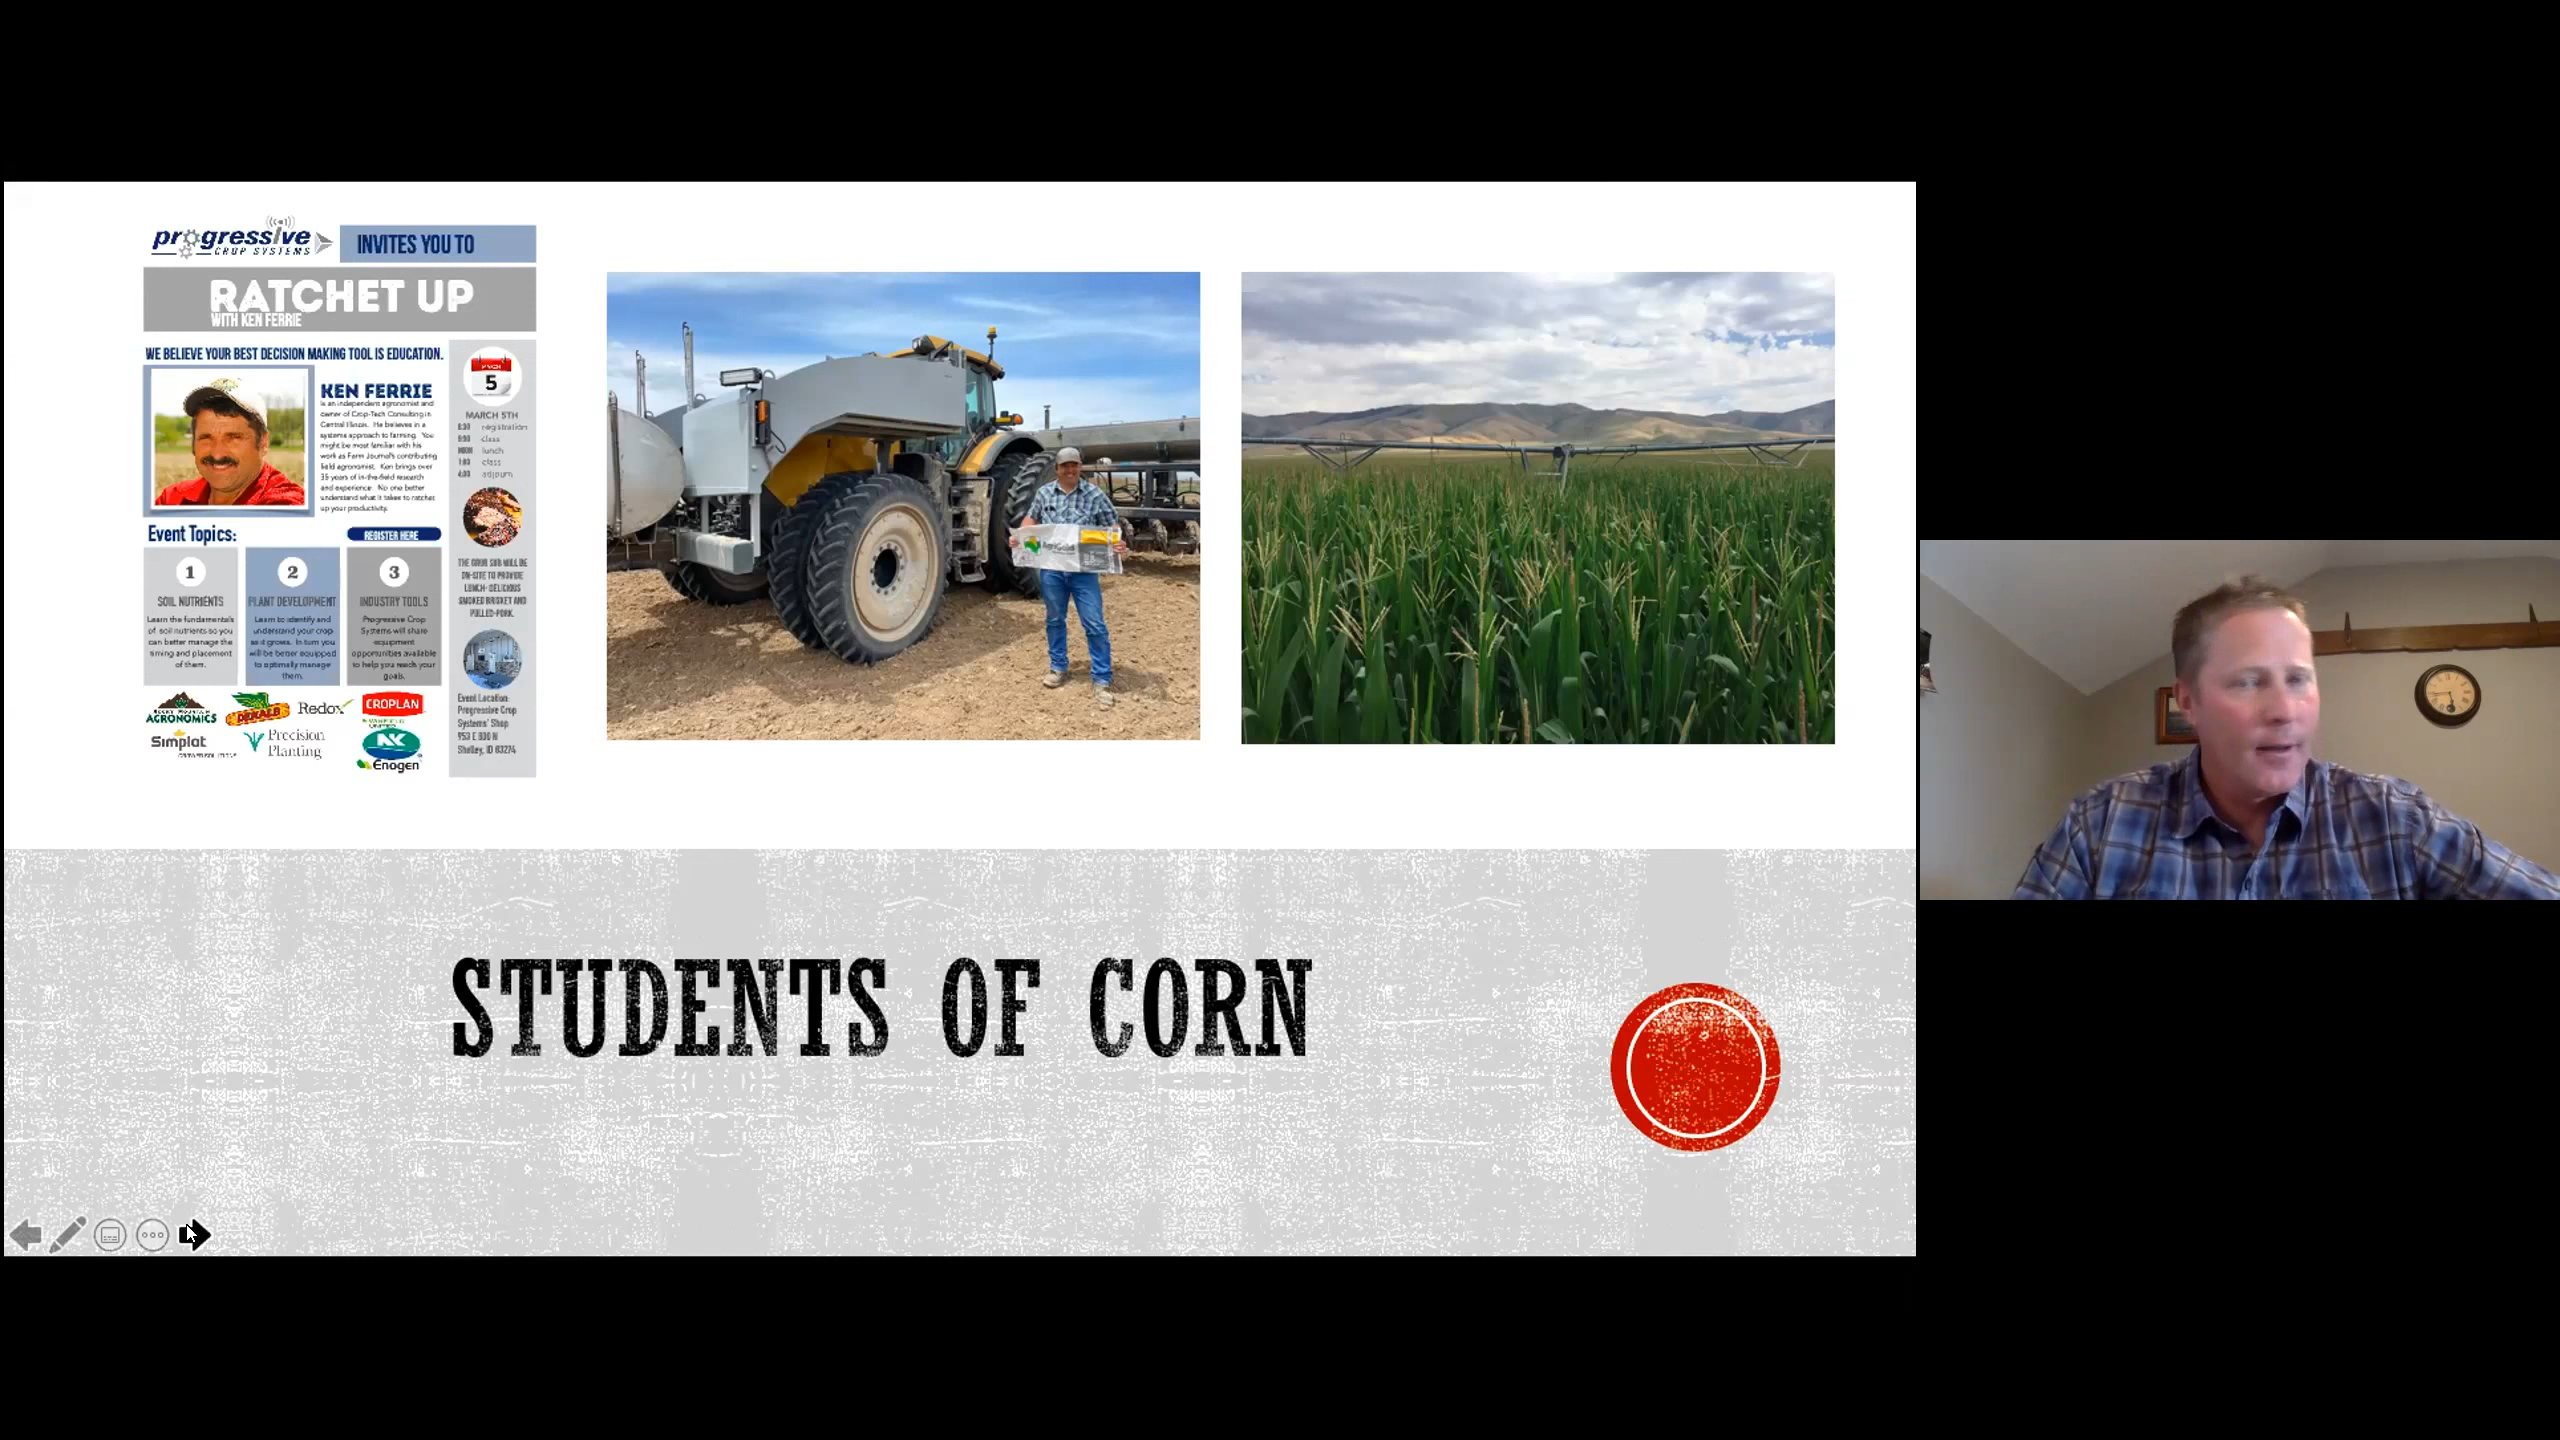 progressive
CROP SYSTEMS
INVITES YOU TO
RATCHET UP
WITH KEN FERRIE
WE BELIEVE YOUR BEST DECISION MAKING TOOL IS EDUCATION.
KEN FERRIE
is an independent agronomist and
owner of Crop-Tech Consulting in
Central Illinois. He believes in a
systems approach to farming. You
might be most familiar with his
work as Farm Journal's contributing
field agronomist. Ken brings over
35 years of in-the-field research
and experience. No one better
understand what it takes to ratchet
up your productivity.
5
MARCH 5TH
8:30 registration
9:00 class
NOON lunch
1:00 class
4:00 adjourn
THE GRUB SUB WILL BE
ON-SITE TO PROVIDE
LUNCH- DELICIOUS
SMOKED BRISKET AND
PULLED-PORK.
Event Location:
Progressive Crop
Systems' Shop
Shelley, ID 83274
Event Topics:
REGISTER HERE
1
SOIL NUTRIENTS
Learn the fundamentals
of soil nutrients so you
can better manage the
timing and placement
of them.
2
PLANT DEVELOPMENT
Learn to identify and
understand your crop
as it grows. In turn you
will be better equipped
to optimally manage
them.
3
INDUSTRY TOOLS
Progressive Crop
Systems will share
equipment
opportunities available
to help you reach your
goals.
ROCKY MOUNTAIN
AGRONOMICS
DEKALB
Redox
CROPLAN
WINFIELD
UNITED
Simplot
GROWER SOLUTIONS
Precision
Planting
NK
Enogen
AgriGold
STUDENTS OF CORN